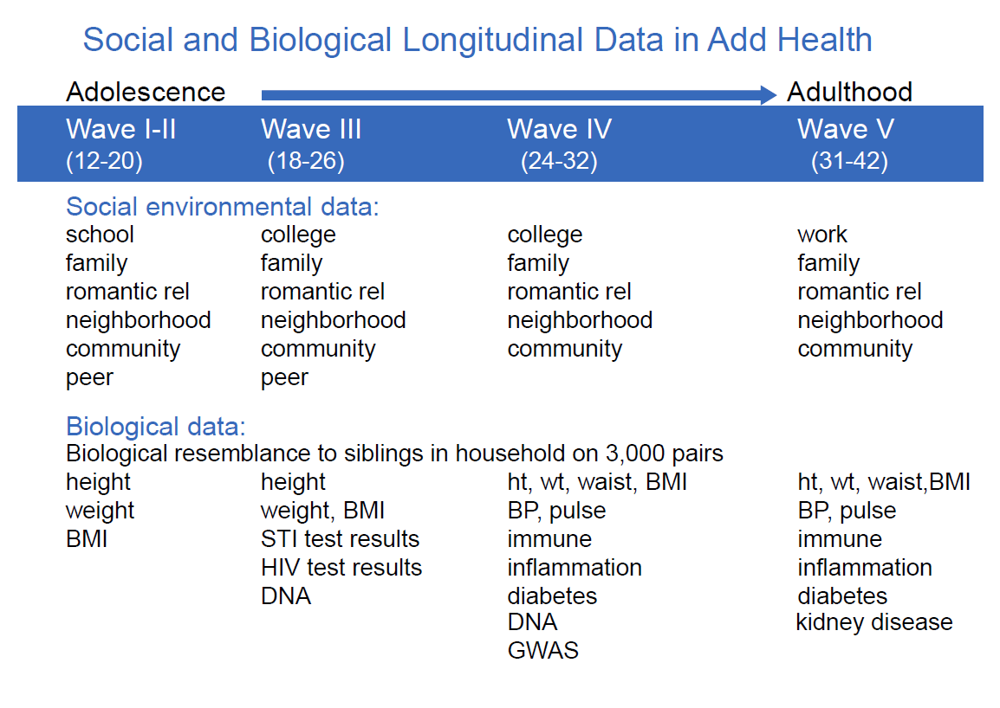 Social and Biological Longitudinal Data in Add Health
Adolescence Adulthood
Wave I-II Wave III Wave IV Wave V
(12-20) (18-26) (24-32) (31-42)
Social environmental data:
school college college work
family family family family
romantic rel romantic rel romantic rel romantic rel
neighborhood neighborhood neighborhood neighborhood
community community community community
peer peer
Biological data:
Biological resemblance to siblings in household on 3,000 pairs
height height ht, wt, waist, BMI ht, wt, waist,BMI
weight weight, BMI BP, pulse BP, pulse
BMI STI test results immune immune
HIV test results inflammation inflammation
DNA diabetes diabetes
DNA kidney disease
GWAS